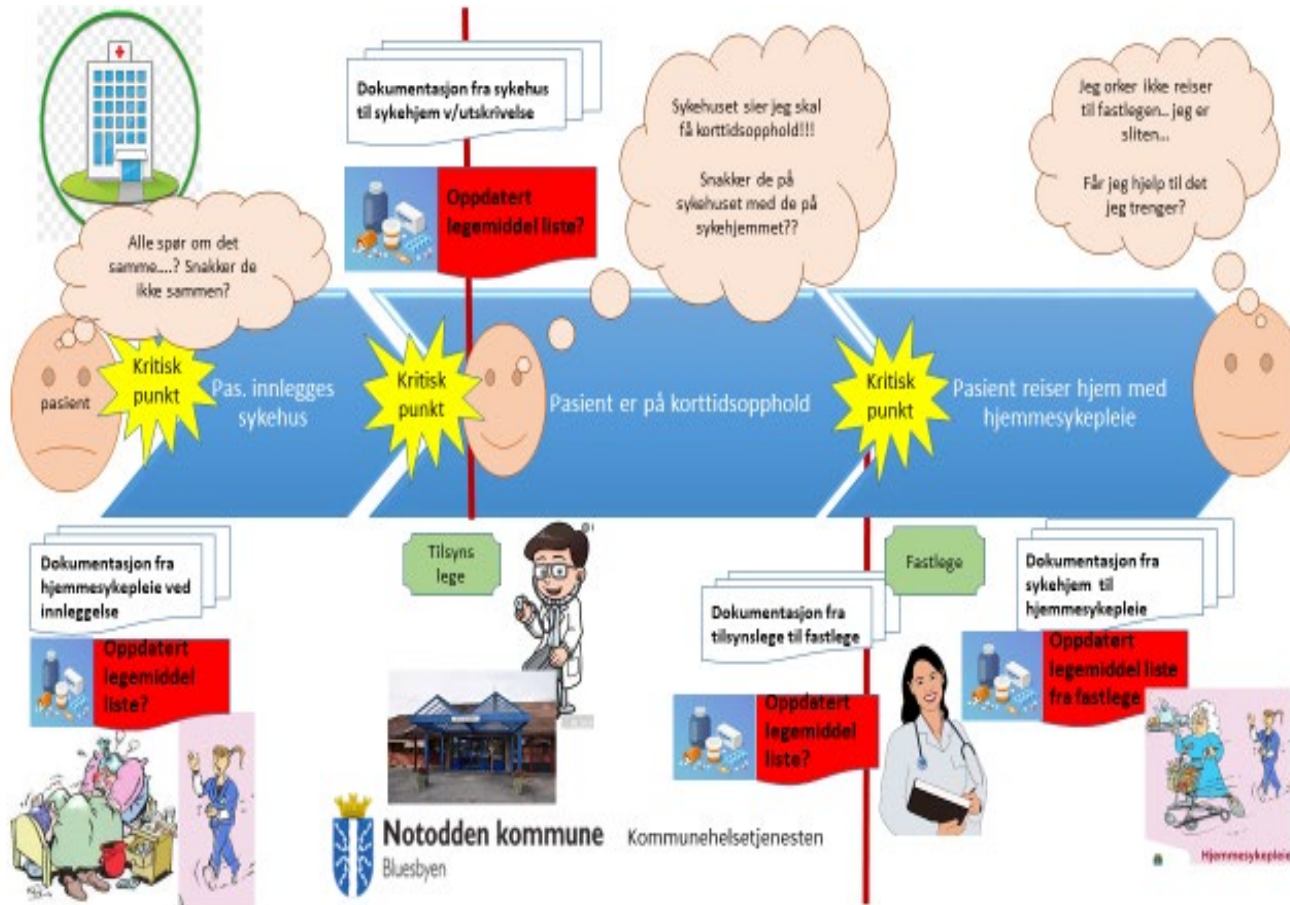 Dokumentasjon fra sykehus
til sykehjem v/utskrivelse
Oppdatert
legemiddel liste?
Sykehuset sier jeg skal
få korttidsopphold!!!
Snakker de på
sykehuset med de på
sykehjemmet??
Jeg orker ikke reiser
til fastlegen... jeg er
sliten...
Får jeg hjelp til det
jeg trenger?
Alle spør om det
samme....? Snakker de
ikke sammen?
pasient
Kritisk
punkt
Pas. innlegges
sykehus
Kritisk
punkt
Pasient er på korttidsopphold
Kritisk
punkt
Pasient reiser hjem med
hjemmesykepleie
Dokumentasjon fra
hjemmesykepleie ved
innleggelse
Oppdatert
legemiddel
liste?
Tilsyns
lege
Dokumentasjon fra
tilsynslege til fastlege
Oppdatert
legemiddel
liste?
Fastlege
Dokumentasjon fra
sykehjem til
hjemmesykepleie
Oppdatert
legemiddel liste
fra fastlege
Hjemmesykepleie
Notodden kommune
Bluesbyen
Kommunehelsetjenesten